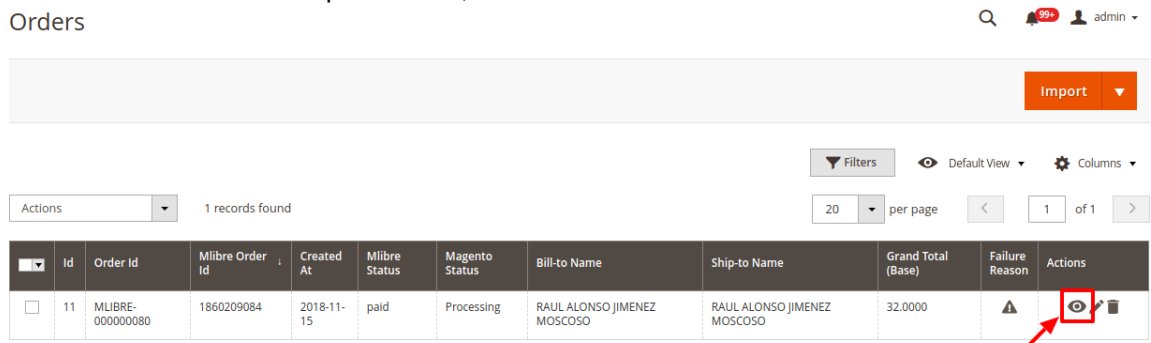 Orders
99+ admin
Import
Filters Default View Columns
Actions 1 records found 20 per page 1 of 1
Id Order Id Mlibre Order Id ↓ Created At Mlibre Status Magento Status Bill-to Name Ship-to Name Grand Total (Base) Failure Reason Actions
11 MLIBRE-000000080 1860209084 2018-11-15 paid Processing RAUL ALONSO JIMENEZ MOSCOSO RAUL ALONSO JIMENEZ MOSCOSO 32.0000